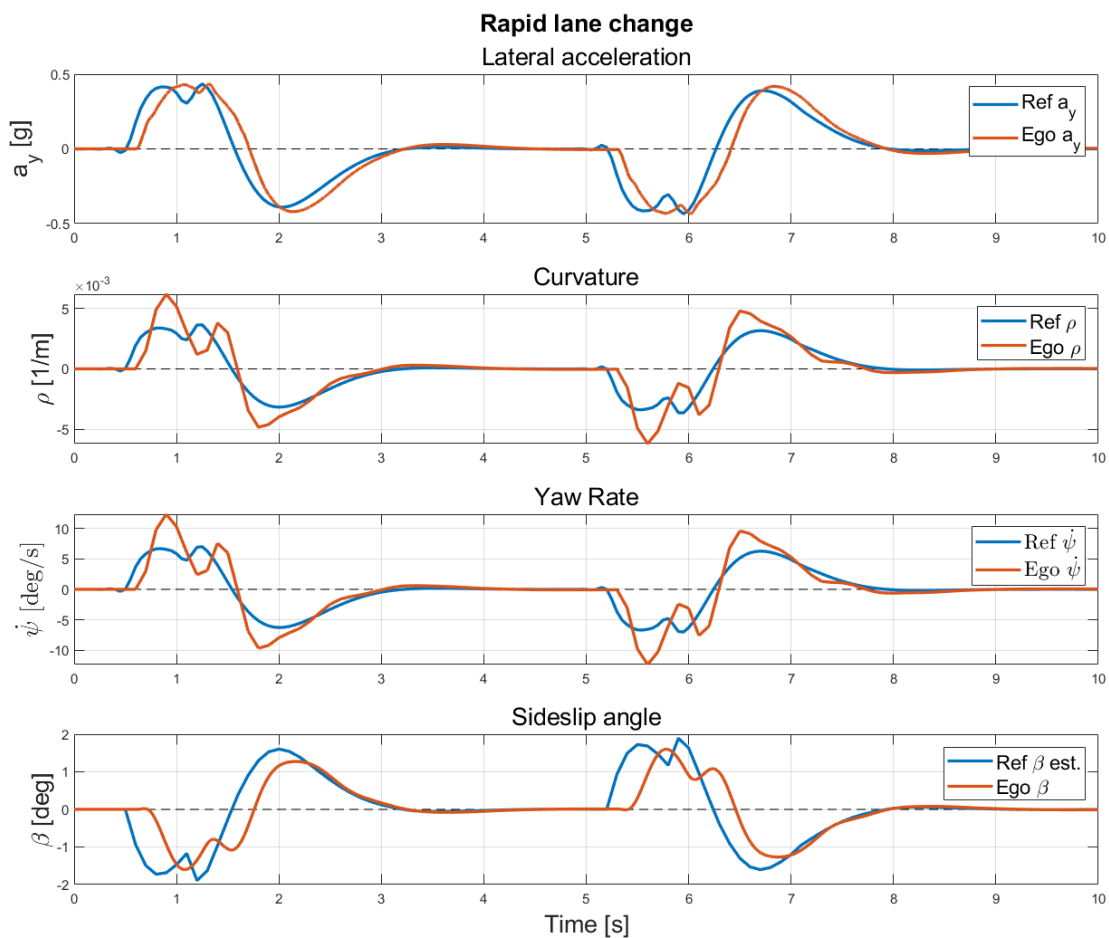 Rapid lane change
Lateral acceleration
0.5
0
-0.5
a_y [g]
Ref a_y
Ego a_y
0 1 2 3 4 5 6 7 8 9 10
Curvature
×10^-3
5
0
-5
ρ [1/m]
Ref ρ
Ego ρ
0 1 2 3 4 5 6 7 8 9 10
Yaw Rate
10
5
0
-5
-10
ψ̇ [deg/s]
Ref ψ̇
Ego ψ̇
0 1 2 3 4 5 6 7 8 9 10
Sideslip angle
2
1
0
-1
-2
β [deg]
Ref β est.
Ego β
0 1 2 3 4 5 6 7 8 9 10
Time [s]